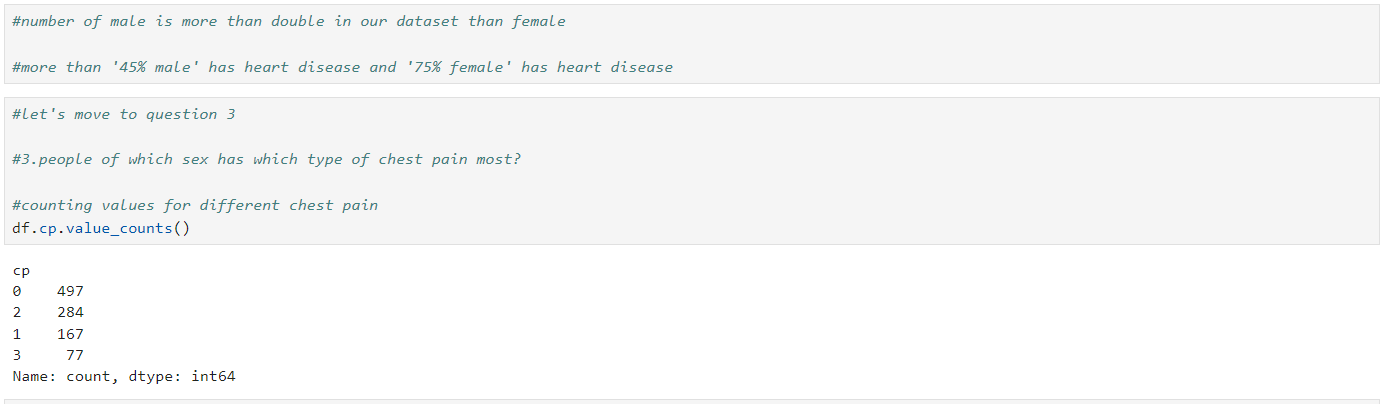 #number of male is more than double in our dataset than female
#more than '45% male' has heart disease and '75% female' has heart disease
#let's move to question 3
#3.people of which sex has which type of chest pain most?
#counting values for different chest pain
df.cp.value_counts()
cp
0    497
2    284
1    167
3     77
Name: count, dtype: int64